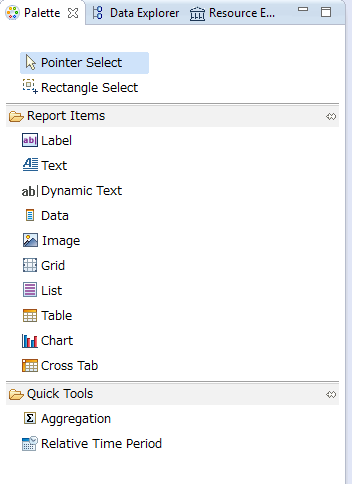 Palette Data Explorer Resource E...
Pointer Select
Rectangle Select
Report Items
ab| Label
Text
ab| Dynamic Text
Data
Image
Grid
List
Table
Chart
Cross Tab
Quick Tools
Σ Aggregation
Relative Time Period